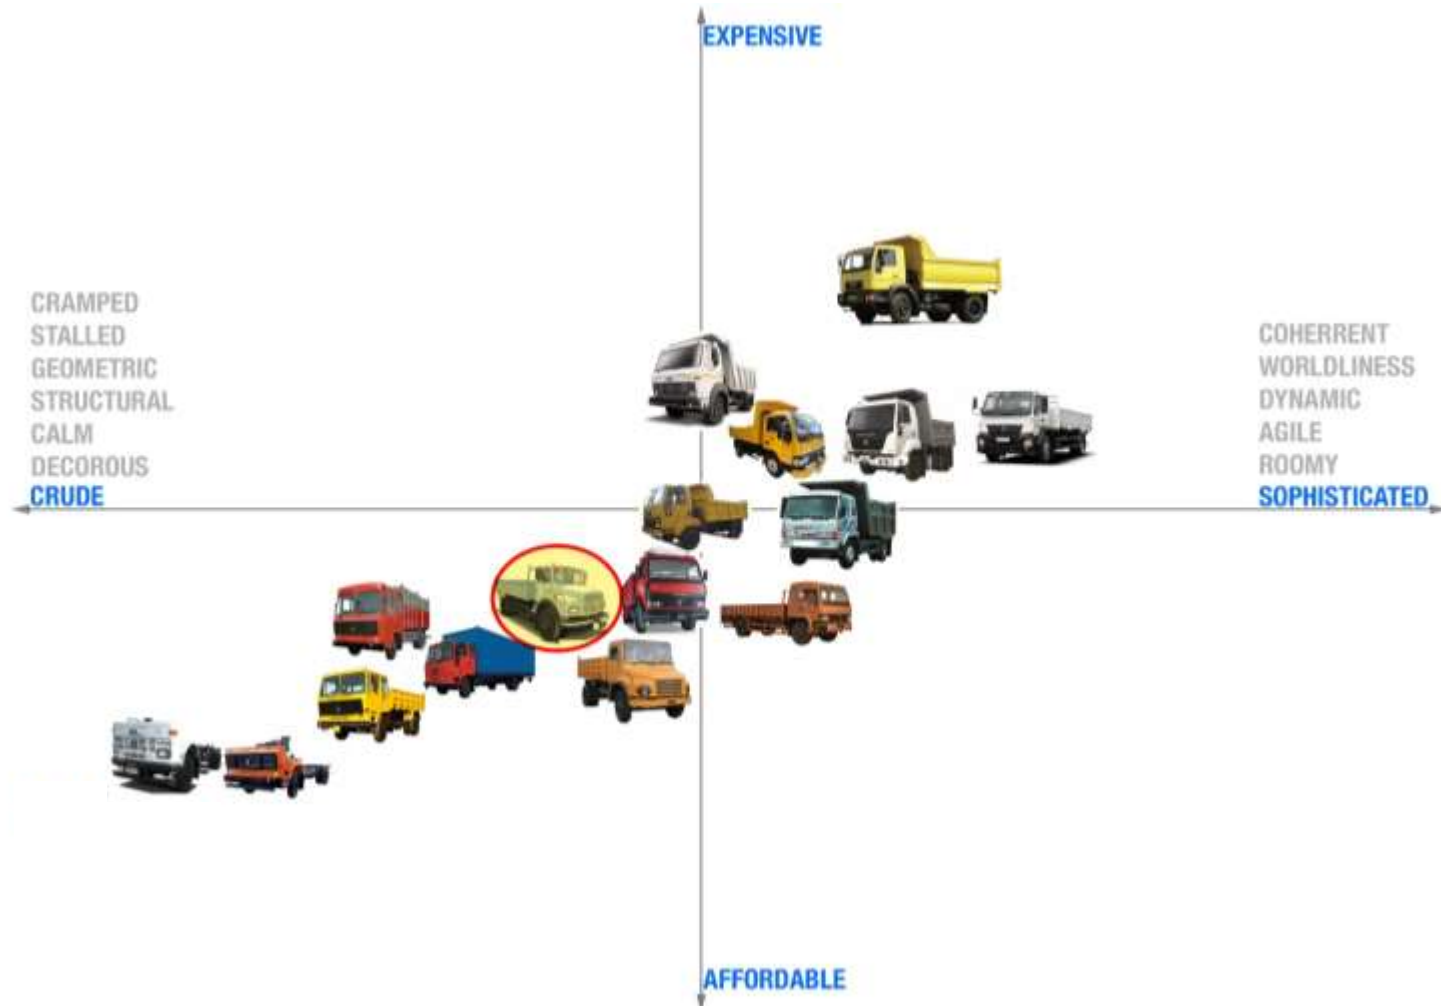 EXPENSIVE
CRAMPED
STALLED
GEOMETRIC
STRUCTURAL
CALM
DECOROUS
CRUDE
COHERRENT
WORLDLINESS
DYNAMIC
AGILE
ROOMY
SOPHISTICATED
AFFORDABLE